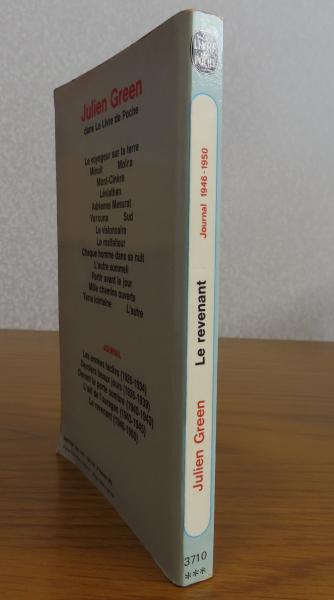 Julien Green
dans Le Livre de Poche
Le voyageur sur la terre
Minuit Moïra
Mont-Cinère
Léviathan
Adrienne Mesurat
Varouna Sud
Le visionnaire
Le malfaiteur
Chaque homme dans sa nuit
L'autre sommeil
Partir avant le jour
Mille chemins ouverts
Terre lointaine L'autre
JOURNAL
Les années faciles (1926-1934)
Derniers beaux jours (1935-1939)
Devant la porte sombre (1940-1943)
L'œil de l'ouragan (1943-1945)
Le revenant (1946-1950)
LE LIVRE DE POCHE
Julien Green Le revenant Journal 1946-1950
3710
***